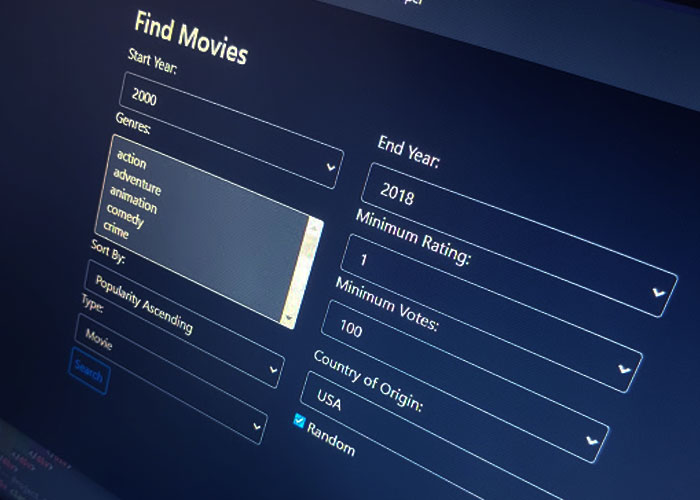 Find Movies
Start Year:
2000
Genres:
action
adventure
animation
comedy
crime
Sort By:
Popularity Ascending
Type:
Movie
Search
End Year:
2018
Minimum Rating:
1
Minimum Votes:
100
Country of Origin:
USA
Random